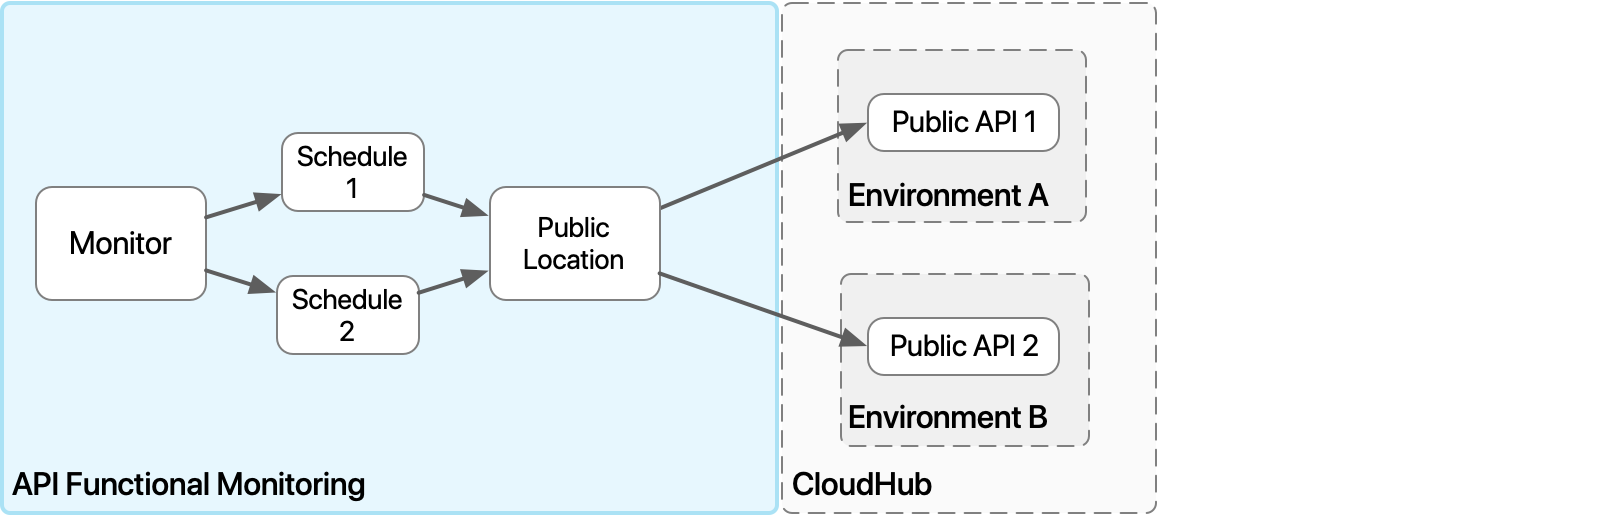 Monitor
Schedule
1
Schedule
2
Public
Location
API Functional Monitoring
Public API 1
Environment A
Public API 2
Environment B
CloudHub